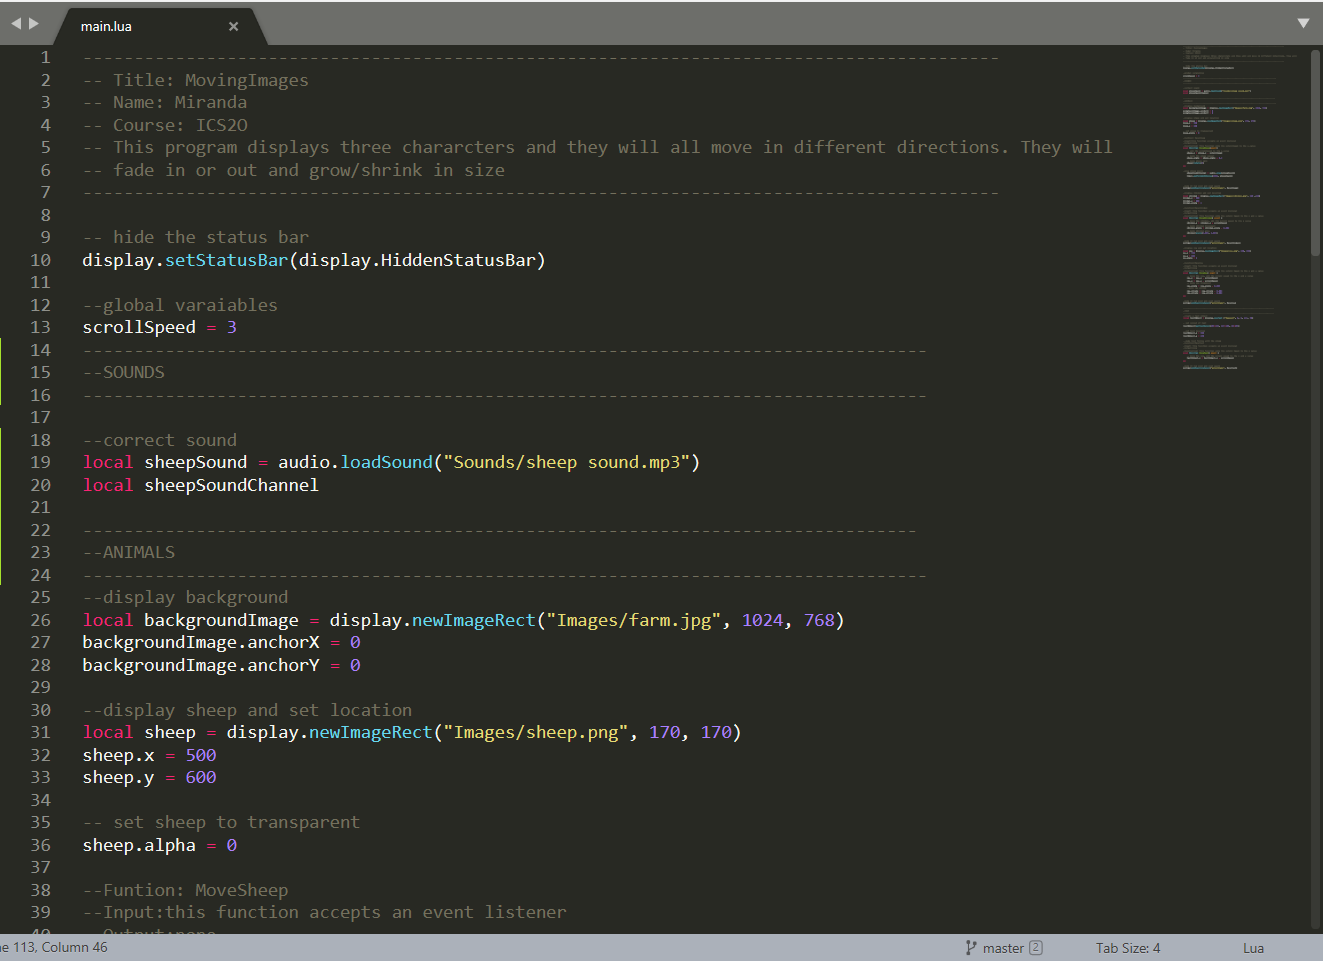 main.lua
1 -----------------------------------------------------------------------------------------
2 -- Title: MovingImages
3 -- Name: Miranda
4 -- Course: ICS2O
5 -- This program displays three chararcters and they will all move in different directions. They will
6 -- fade in or out and grow/shrink in size
7 -----------------------------------------------------------------------------------------
8
9 -- hide the status bar
10 display.setStatusBar(display.HiddenStatusBar)
11
12 --global varaiables
13 scrollSpeed = 3
14 ----------------------------------------------------------------------------------
15 --SOUNDS
16 ----------------------------------------------------------------------------------
17
18 --correct sound
19 local sheepSound = audio.loadSound("Sounds/sheep sound.mp3")
20 local sheepSoundChannel
21
22 ---------------------------------------------------------------------------------
23 --ANIMALS
24 ----------------------------------------------------------------------------------
25 --display background
26 local backgroundImage = display.newImageRect("Images/farm.jpg", 1024, 768)
27 backgroundImage.anchorX = 0
28 backgroundImage.anchorY = 0
29
30 --display sheep and set location
31 local sheep = display.newImageRect("Images/sheep.png", 170, 170)
32 sheep.x = 500
33 sheep.y = 600
34
35 -- set sheep to transparent
36 sheep.alpha = 0
37
38 --Funtion: MoveSheep
39 --Input:this function accepts an event listener
40 --Output:none
ne 113, Column 46 master 2 Tab Size: 4 Lua